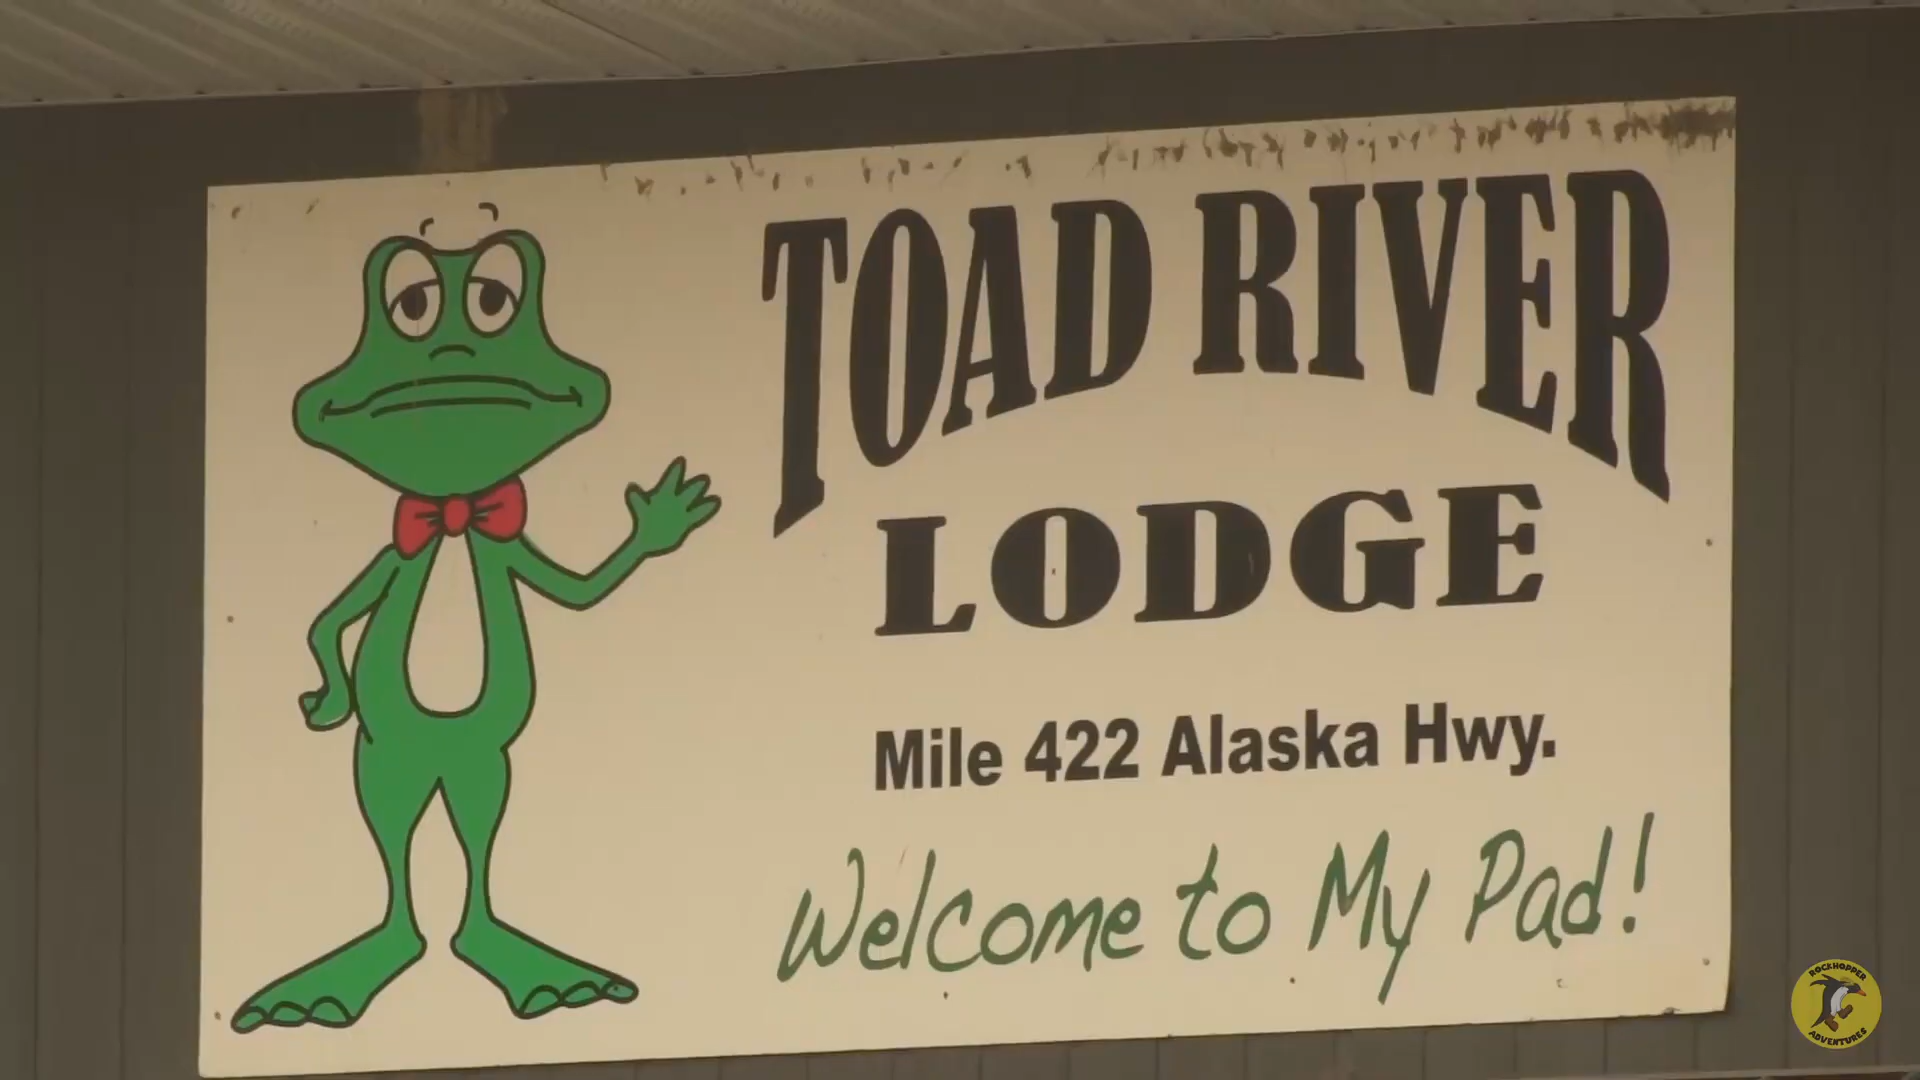 TOAD RIVER
LODGE
Mile 422 Alaska Hwy.
Welcome to My Pad!
ROCKHOPPER
ADVENTURES